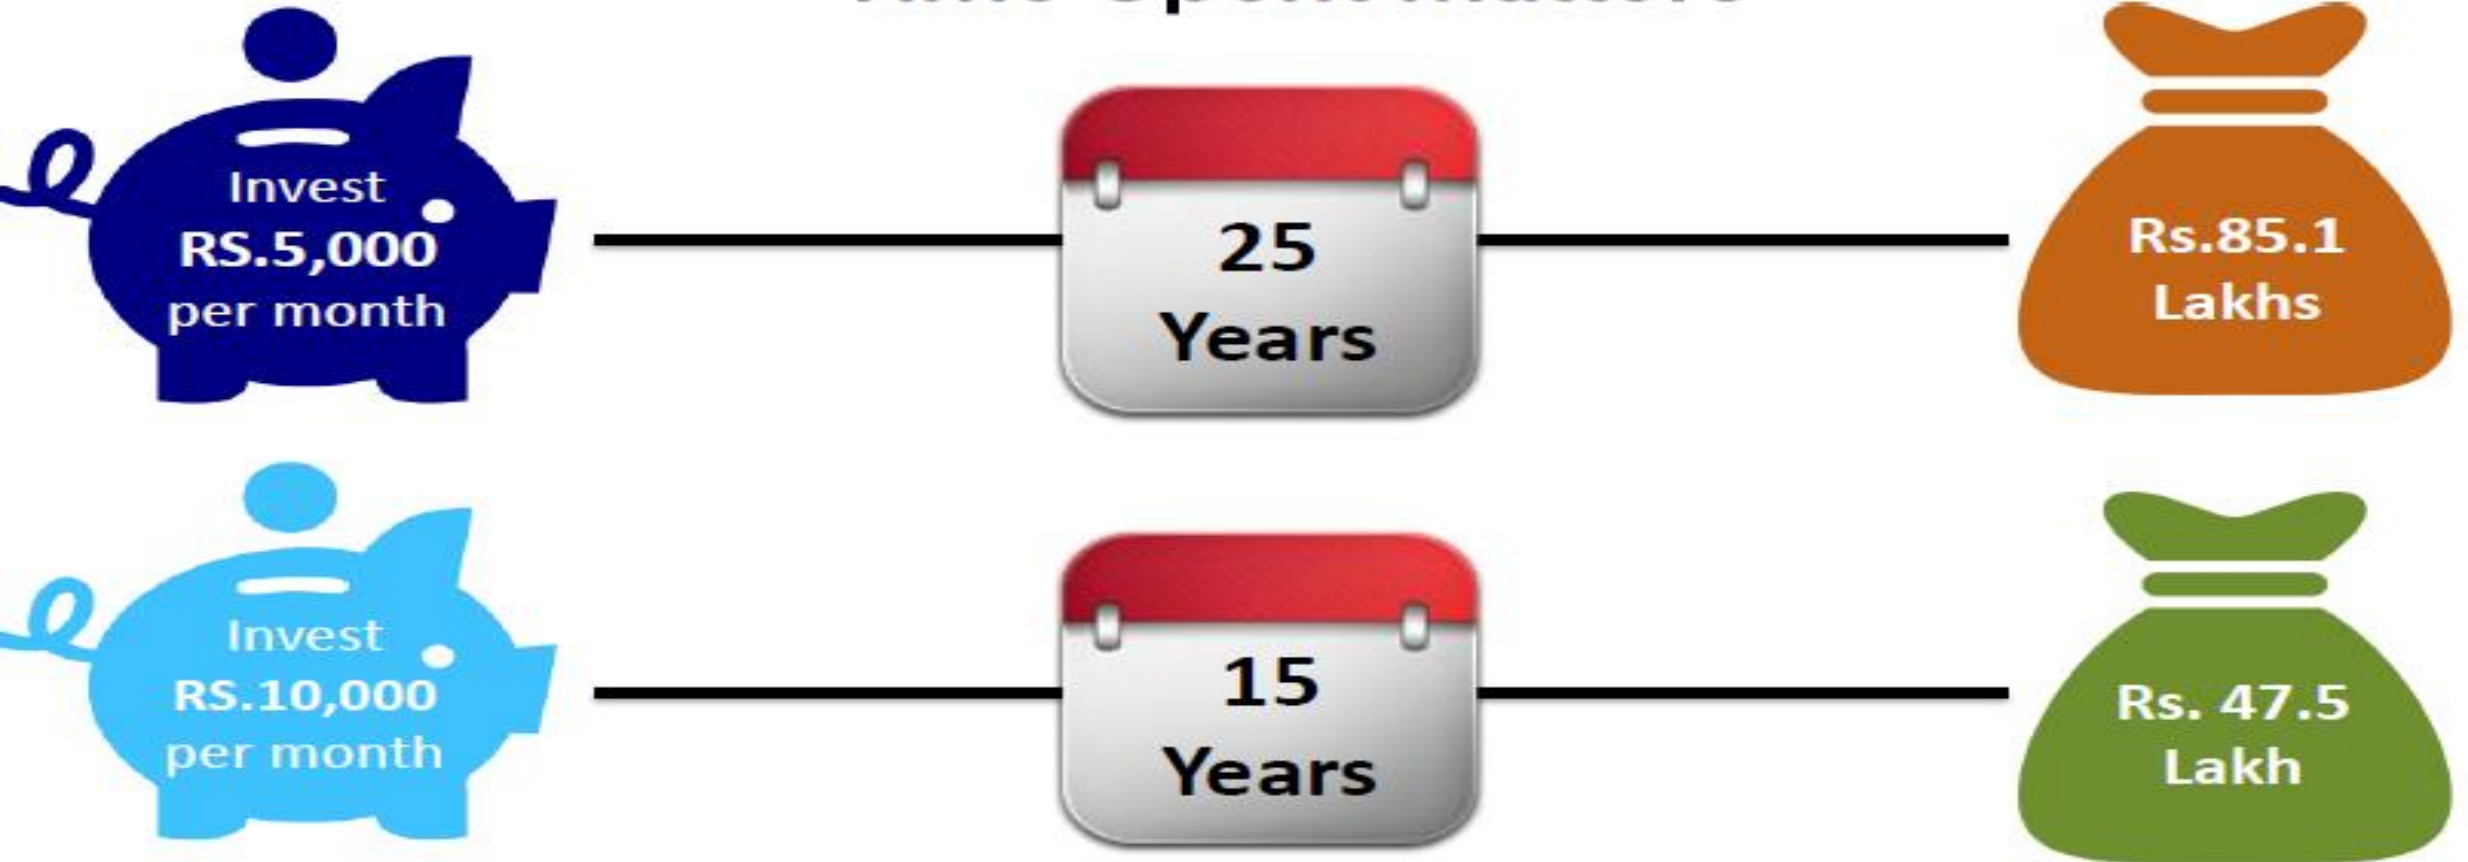 Invest
RS.5,000
per month
25
Years
Rs.85.1
Lakhs
Invest
RS.10,000
per month
15
Years
Rs. 47.5
Lakh